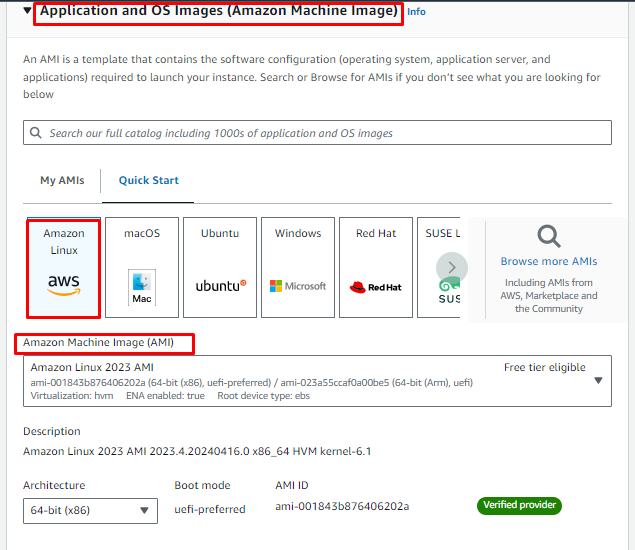 Application and OS Images (Amazon Machine Image) Info
An AMI is a template that contains the software configuration (operating system, application server, and
applications) required to launch your instance. Search or Browse for AMIs if you don't see what you are looking for
below
Search our full catalog including 1000s of application and OS images
My AMIs
Quick Start
Amazon
Linux
aws
macOS
Mac
Ubuntu
ubuntu
Windows
Microsoft
Red Hat
Red Hat
SUSE L
SUS
Browse more AMIs
Including AMIs from
AWS, Marketplace and
the Community
Amazon Machine Image (AMI)
Amazon Linux 2023 AMI
Free tier eligible
ami-001843b876406202a (64-bit (x86), uefi-preferred) / ami-023a55ccaf0a00be5 (64-bit (Arm), uefi)
Virtualization: hvm ENA enabled: true Root device type: ebs
Description
Amazon Linux 2023 AMI 2023.4.20240416.0 x86_64 HVM kernel-6.1
Architecture
64-bit (x86)
Boot mode
uefi-preferred
AMI ID
ami-001843b876406202a
Verified provider